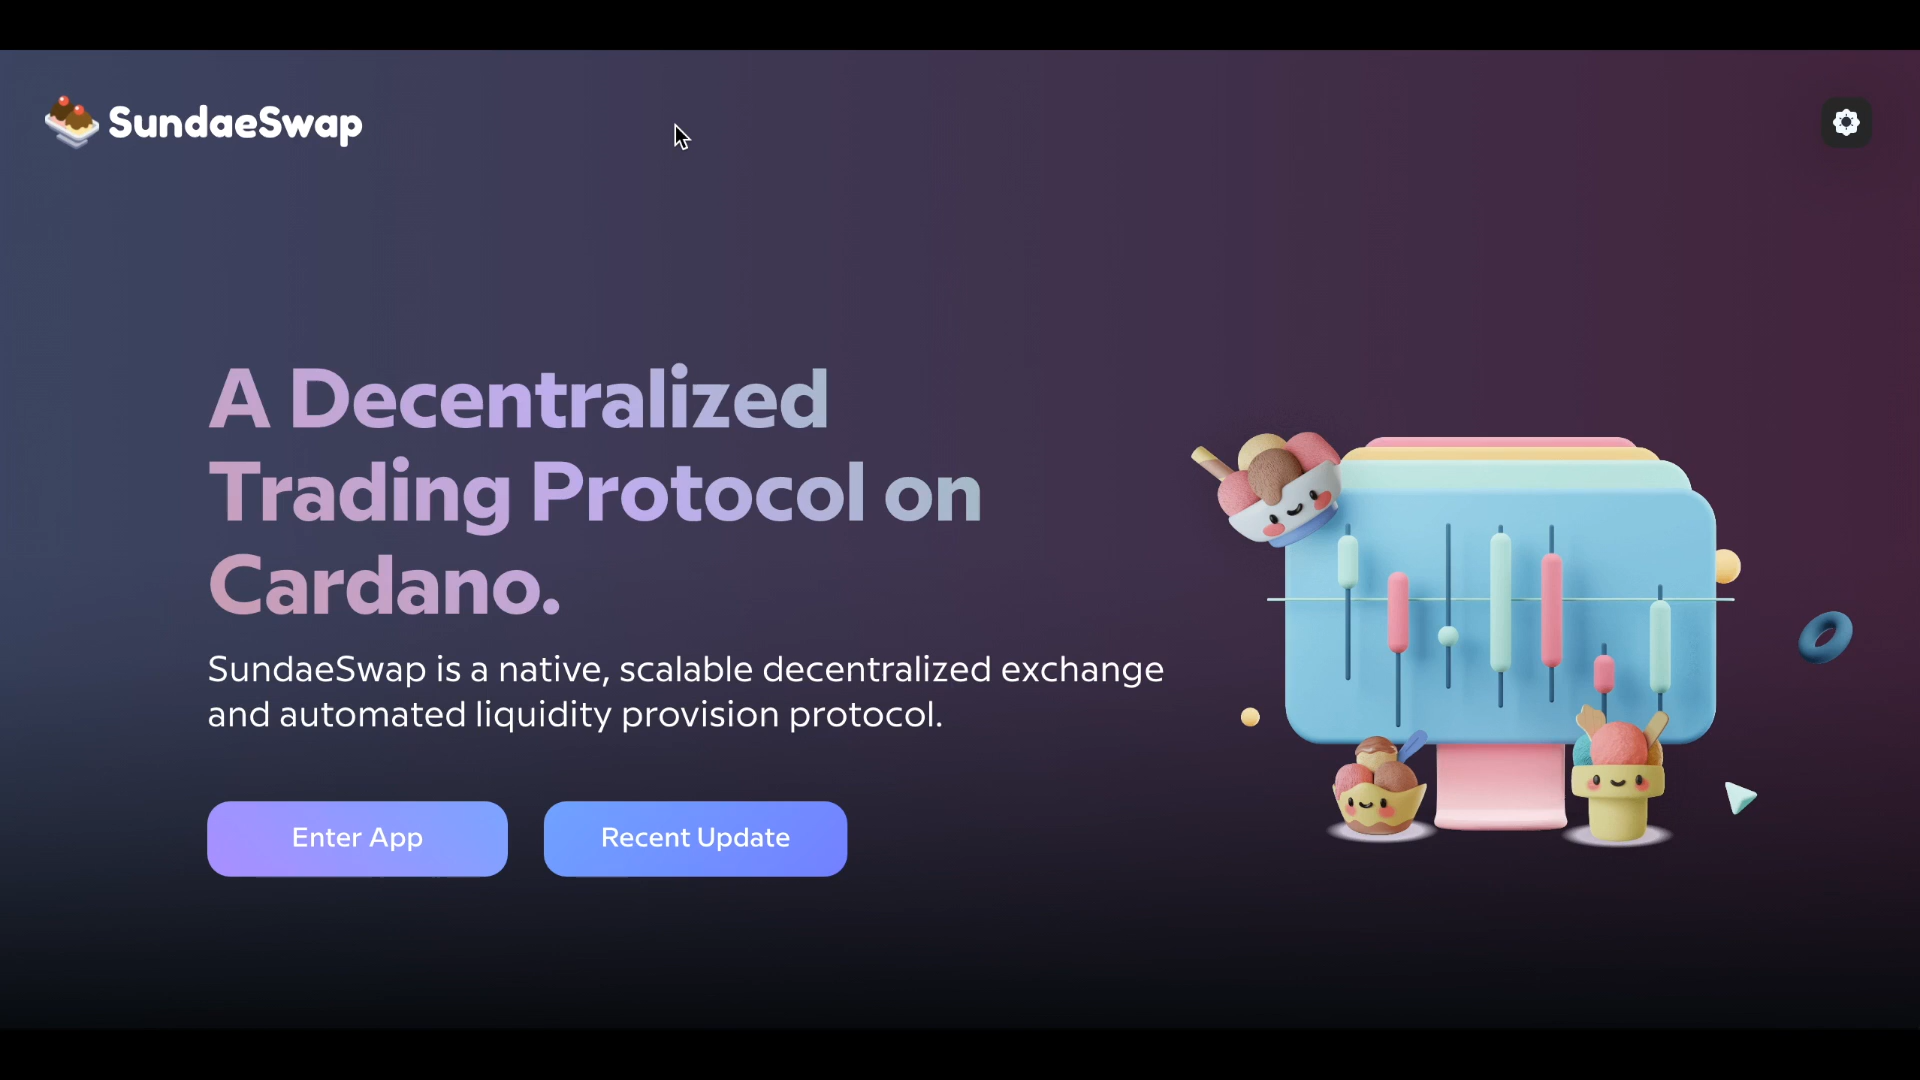 SundaeSwap
A Decentralized
Trading Protocol on
Cardano.
SundaeSwap is a native, scalable decentralized exchange
and automated liquidity provision protocol.
Enter App
Recent Update